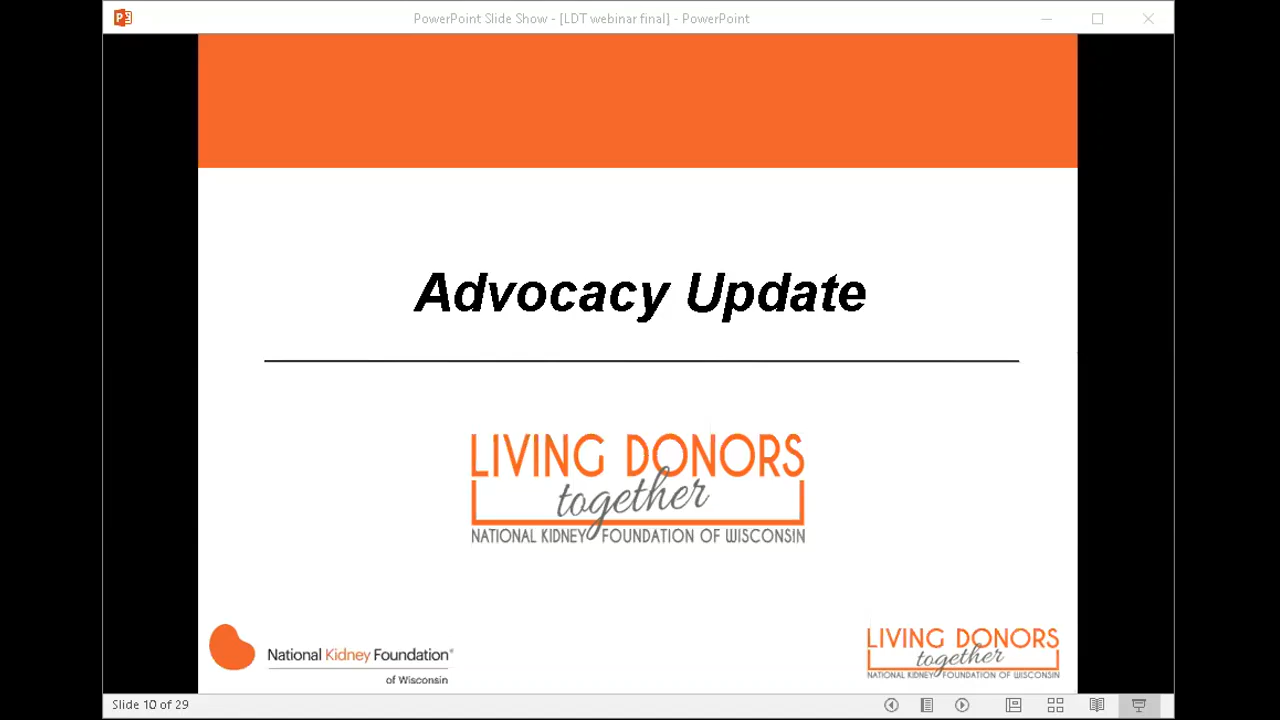 PowerPoint Slide Show - [LDT webinar final] - PowerPoint
Advocacy Update
LIVING DONORS
together
NATIONAL KIDNEY FOUNDATION OF WISCONSIN
National Kidney Foundation®
of Wisconsin
LIVING DONORS
together
NATIONAL KIDNEY FOUNDATION OF WISCONSIN
Slide 10 of 29